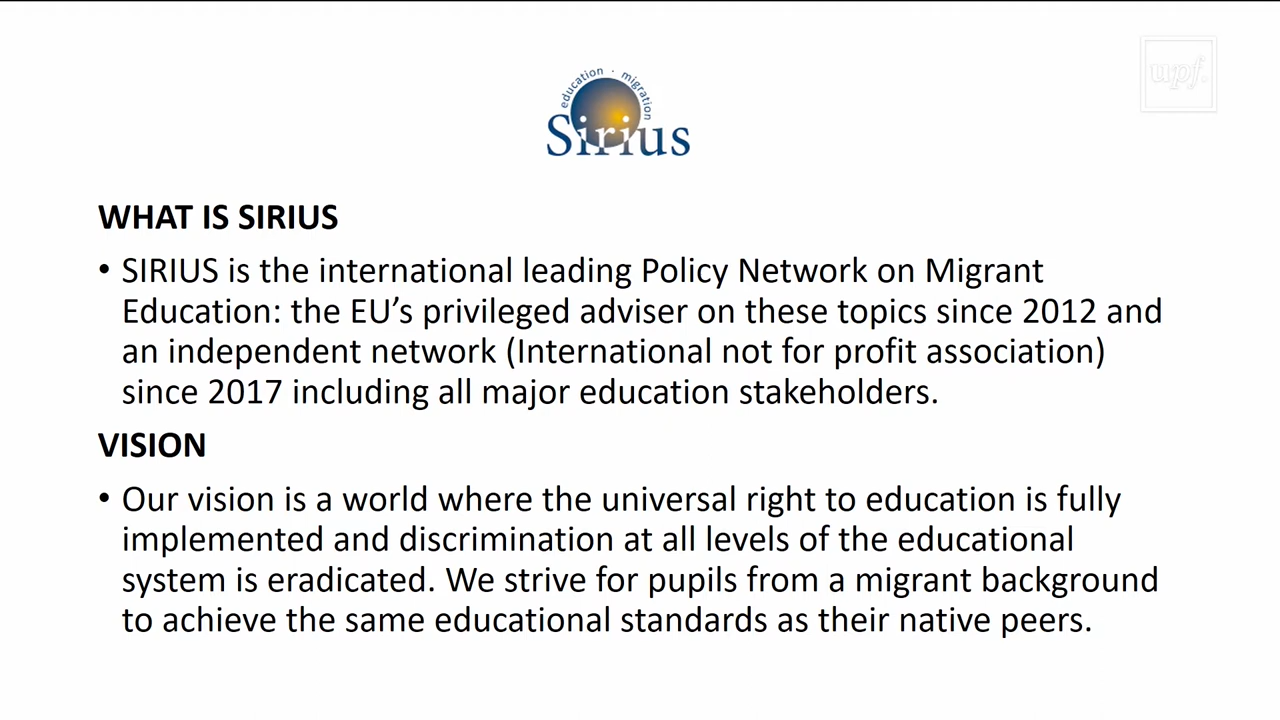 upf.
education · migration
Sirius
WHAT IS SIRIUS
• SIRIUS is the international leading Policy Network on Migrant
Education: the EU’s privileged adviser on these topics since 2012 and
an independent network (International not for profit association)
since 2017 including all major education stakeholders.
VISION
• Our vision is a world where the universal right to education is fully
implemented and discrimination at all levels of the educational
system is eradicated. We strive for pupils from a migrant background
to achieve the same educational standards as their native peers.